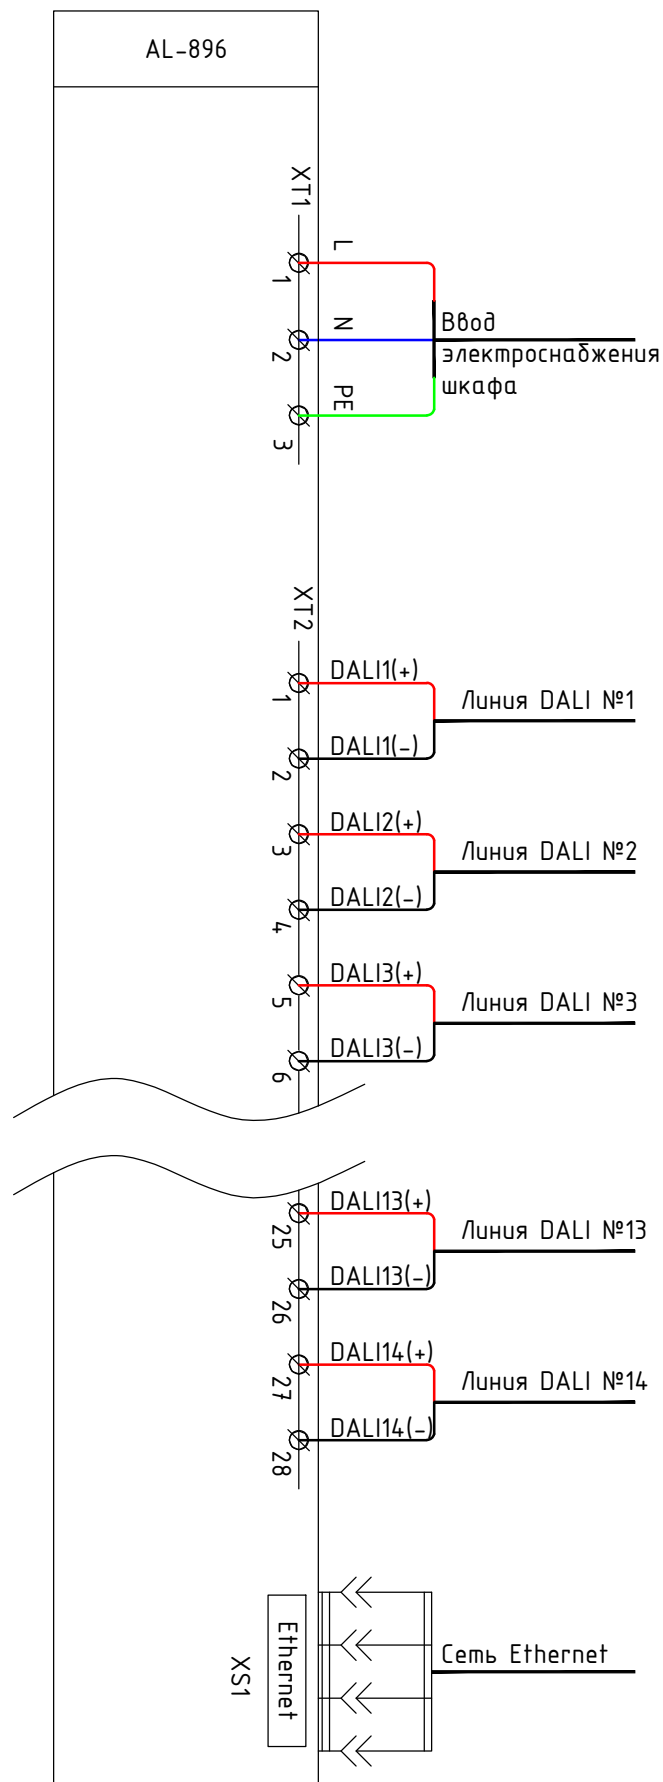 AL-896
XT1
L
1
Ввод
N
2
электроснабжения
шкафа
PE
3
XT2
DALI1(+)
1
Линия DALI №1
DALI1(-)
2
DALI2(+)
3
Линия DALI №2
DALI2(-)
4
DALI3(+)
5
Линия DALI №3
DALI3(-)
6
DALI13(+)
25
Линия DALI №13
DALI13(-)
26
DALI14(+)
27
Линия DALI №14
DALI14(-)
28
Ethernet
XS1
Сеть Ethernet